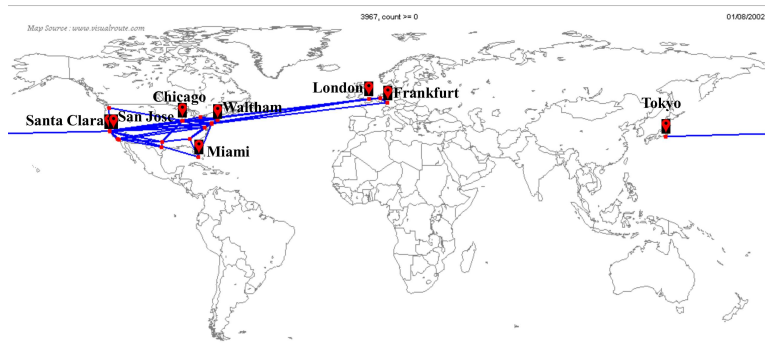 3967, count >= 0
01/08/2002
Map Source : www.visualroute.com
London
Frankfurt
Chicago
Waltham
Tokyo
Santa Clara
San Jose
Miami